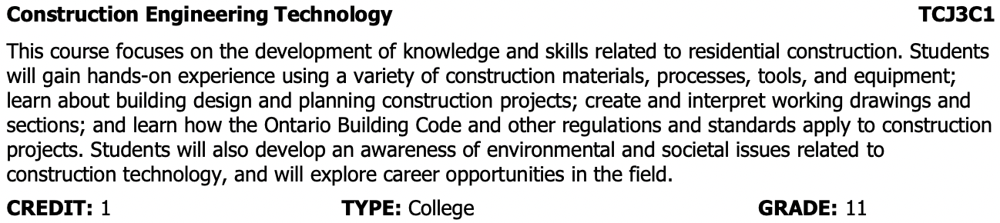 Construction Engineering Technology TCJ3C1
This course focuses on the development of knowledge and skills related to residential construction. Students
will gain hands-on experience using a variety of construction materials, processes, tools, and equipment;
learn about building design and planning construction projects; create and interpret working drawings and
sections; and learn how the Ontario Building Code and other regulations and standards apply to construction
projects. Students will also develop an awareness of environmental and societal issues related to
construction technology, and will explore career opportunities in the field.
CREDIT: 1 TYPE: College GRADE: 11